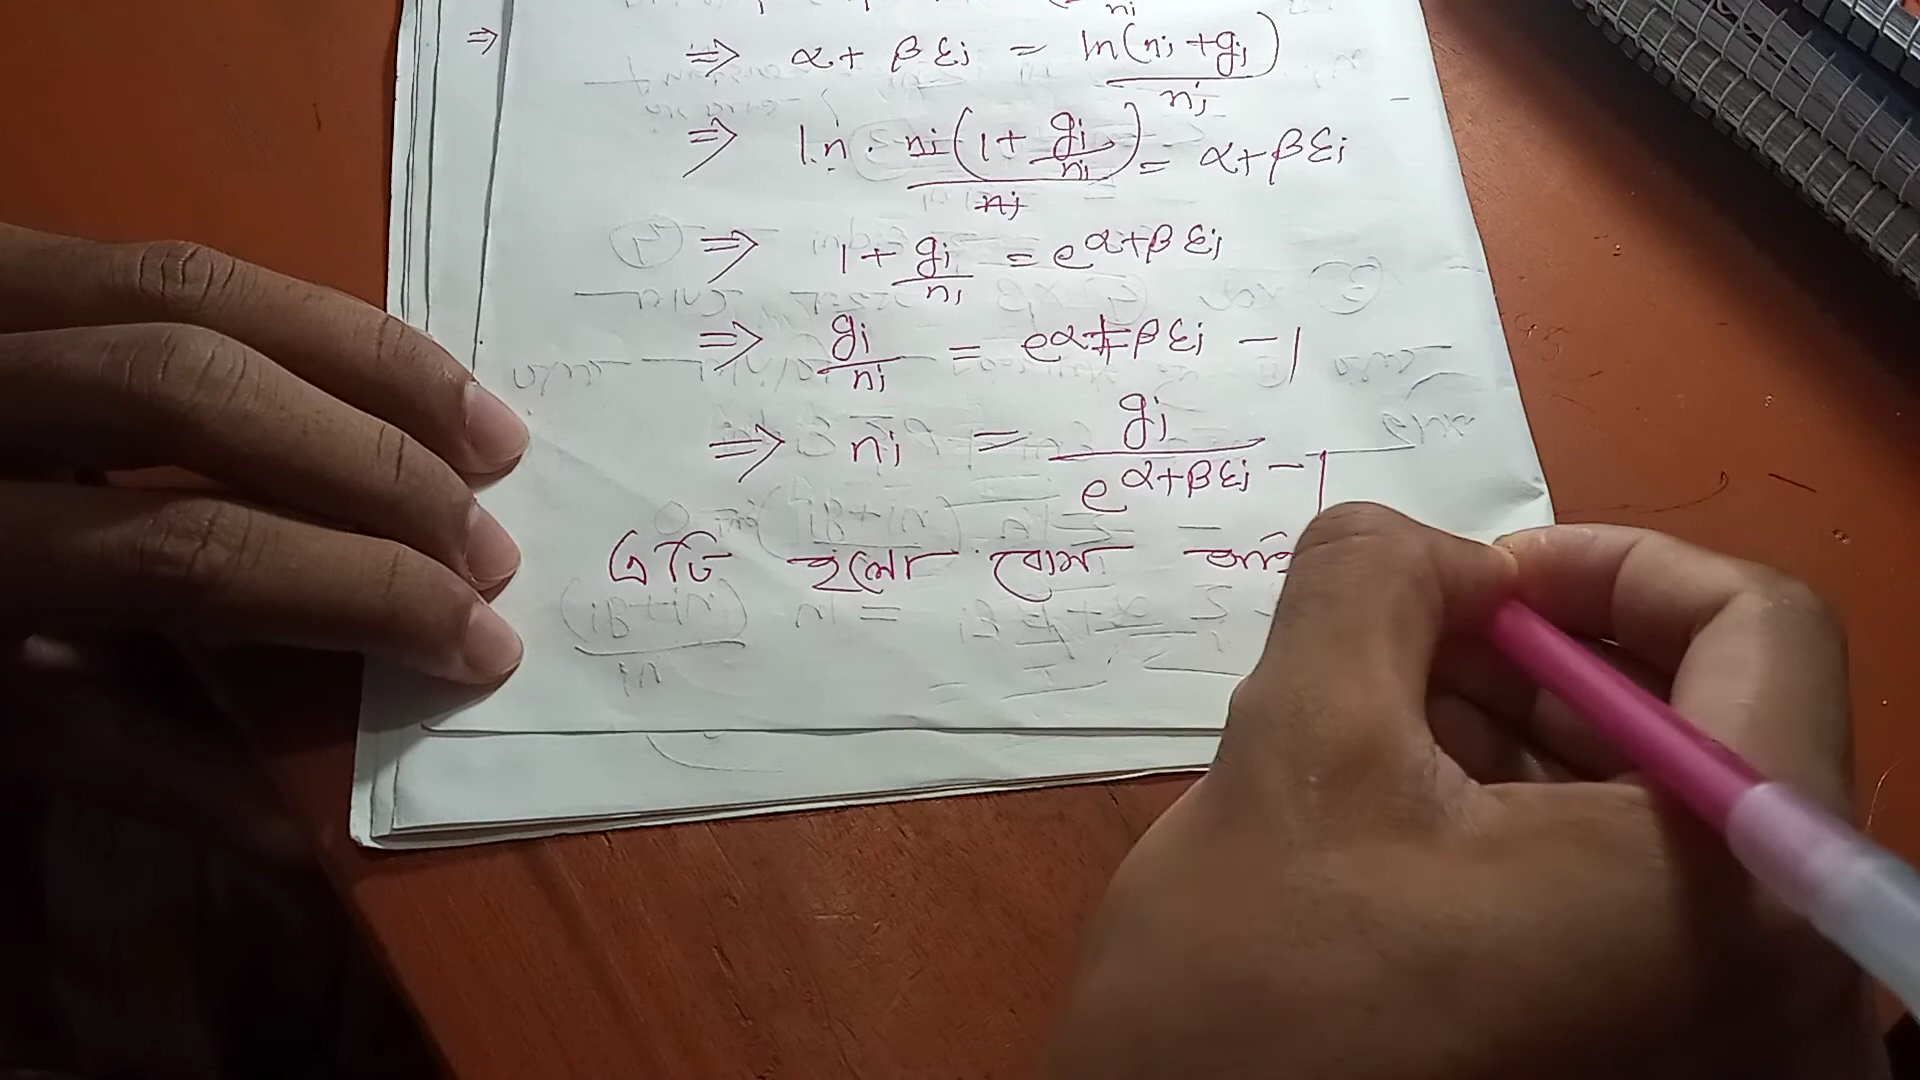 ⇒
⇒ α + βεi = ln(ni + gi) / ni
⇒ ln · ni(1 + gi/ni) / ni = α + βεi
⇒ 1 + gi/ni = e^(α+βεi)
⇒ gi/ni = e^(α+βεi) − 1
⇒ ni = gi / (e^(α+βεi) − 1)
এটি হলো বোস